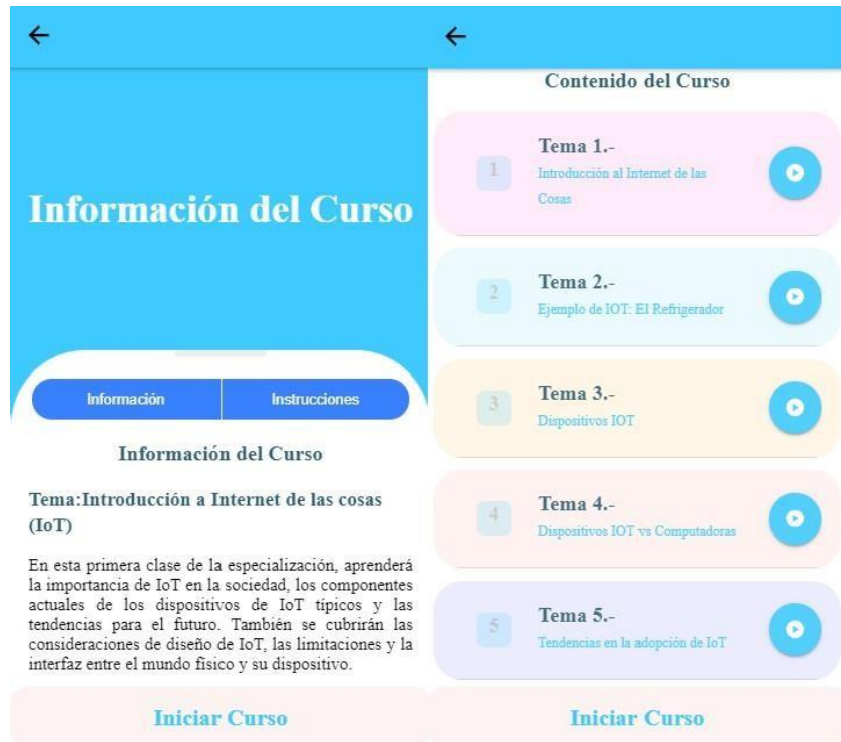 Información del Curso
Información
Instrucciones
Información del Curso
Tema:Introducción a Internet de las cosas
(IoT)
En esta primera clase de la especialización, aprenderá
la importancia de IoT en la sociedad, los componentes
actuales de los dispositivos de IoT típicos y las
tendencias para el futuro. También se cubrirán las
consideraciones de diseño de IoT, las limitaciones y la
interfaz entre el mundo físico y su dispositivo.
Iniciar Curso
Contenido del Curso
1
Tema 1.-
Introducción al Internet de las
Cosas
2
Tema 2.-
Ejemplo de IOT: El Refrigerador
3
Tema 3.-
Dispositivos IOT
4
Tema 4.-
Dispositivos IOT vs Computadoras
5
Tema 5.-
Tendencias en la adopción de IoT
Iniciar Curso